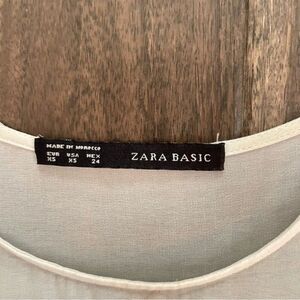 MADE IN MOROCCO
EUR USA MEX
XS XS 24
ZARA BASIC